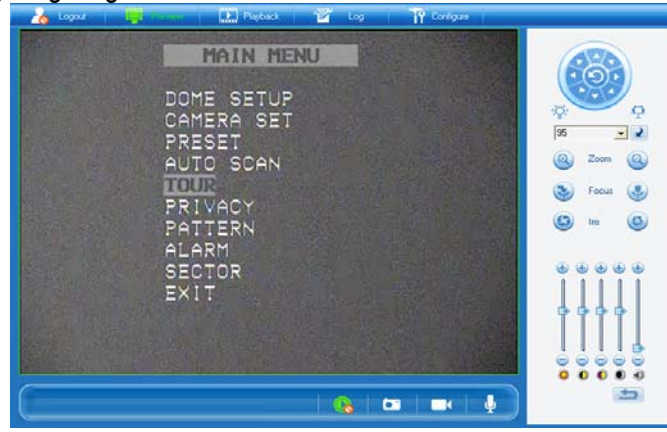 Logout Preview Playback Log Configure
MAIN MENU
DOME SETUP
CAMERA SET
PRESET
AUTO SCAN
TOUR
PRIVACY
PATTERN
ALARM
SECTOR
EXIT
95
Zoom
Focus
Iris